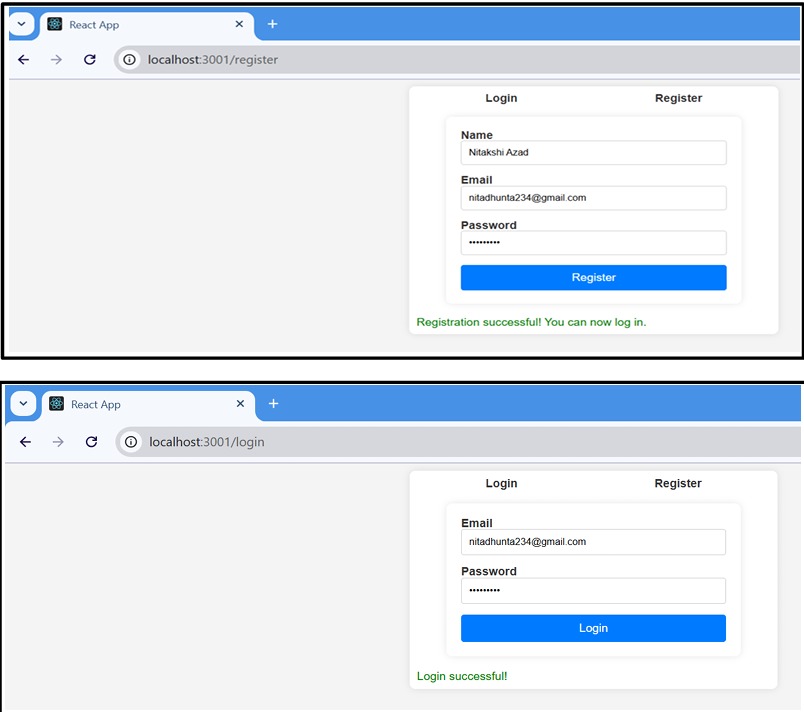 React App
localhost:3001/register
Login Register
Name
Nitakshi Azad
Email
nitadhunta234@gmail.com
Password
•••••••••
Register
Registration successful! You can now log in.
React App
localhost:3001/login
Login Register
Email
nitadhunta234@gmail.com
Password
•••••••••
Login
Login successful!